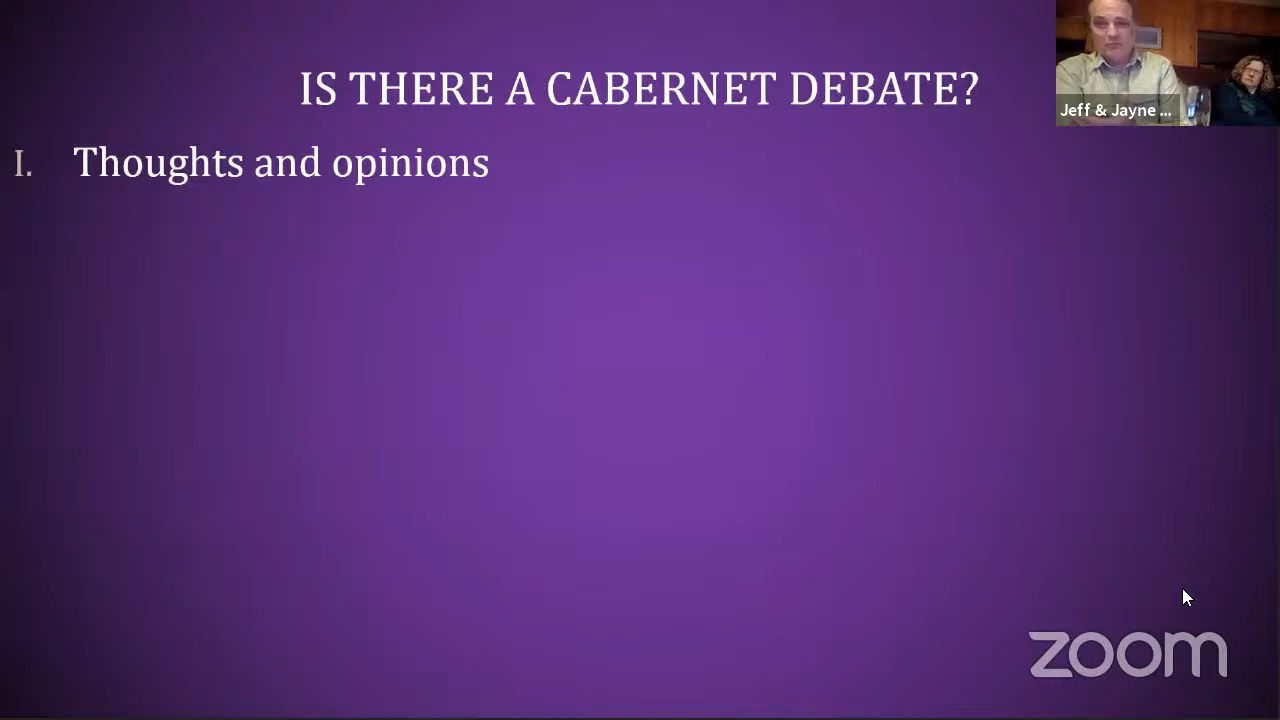 IS THERE A CABERNET DEBATE?
Jeff & Jayne ...
I. Thoughts and opinions
zoom